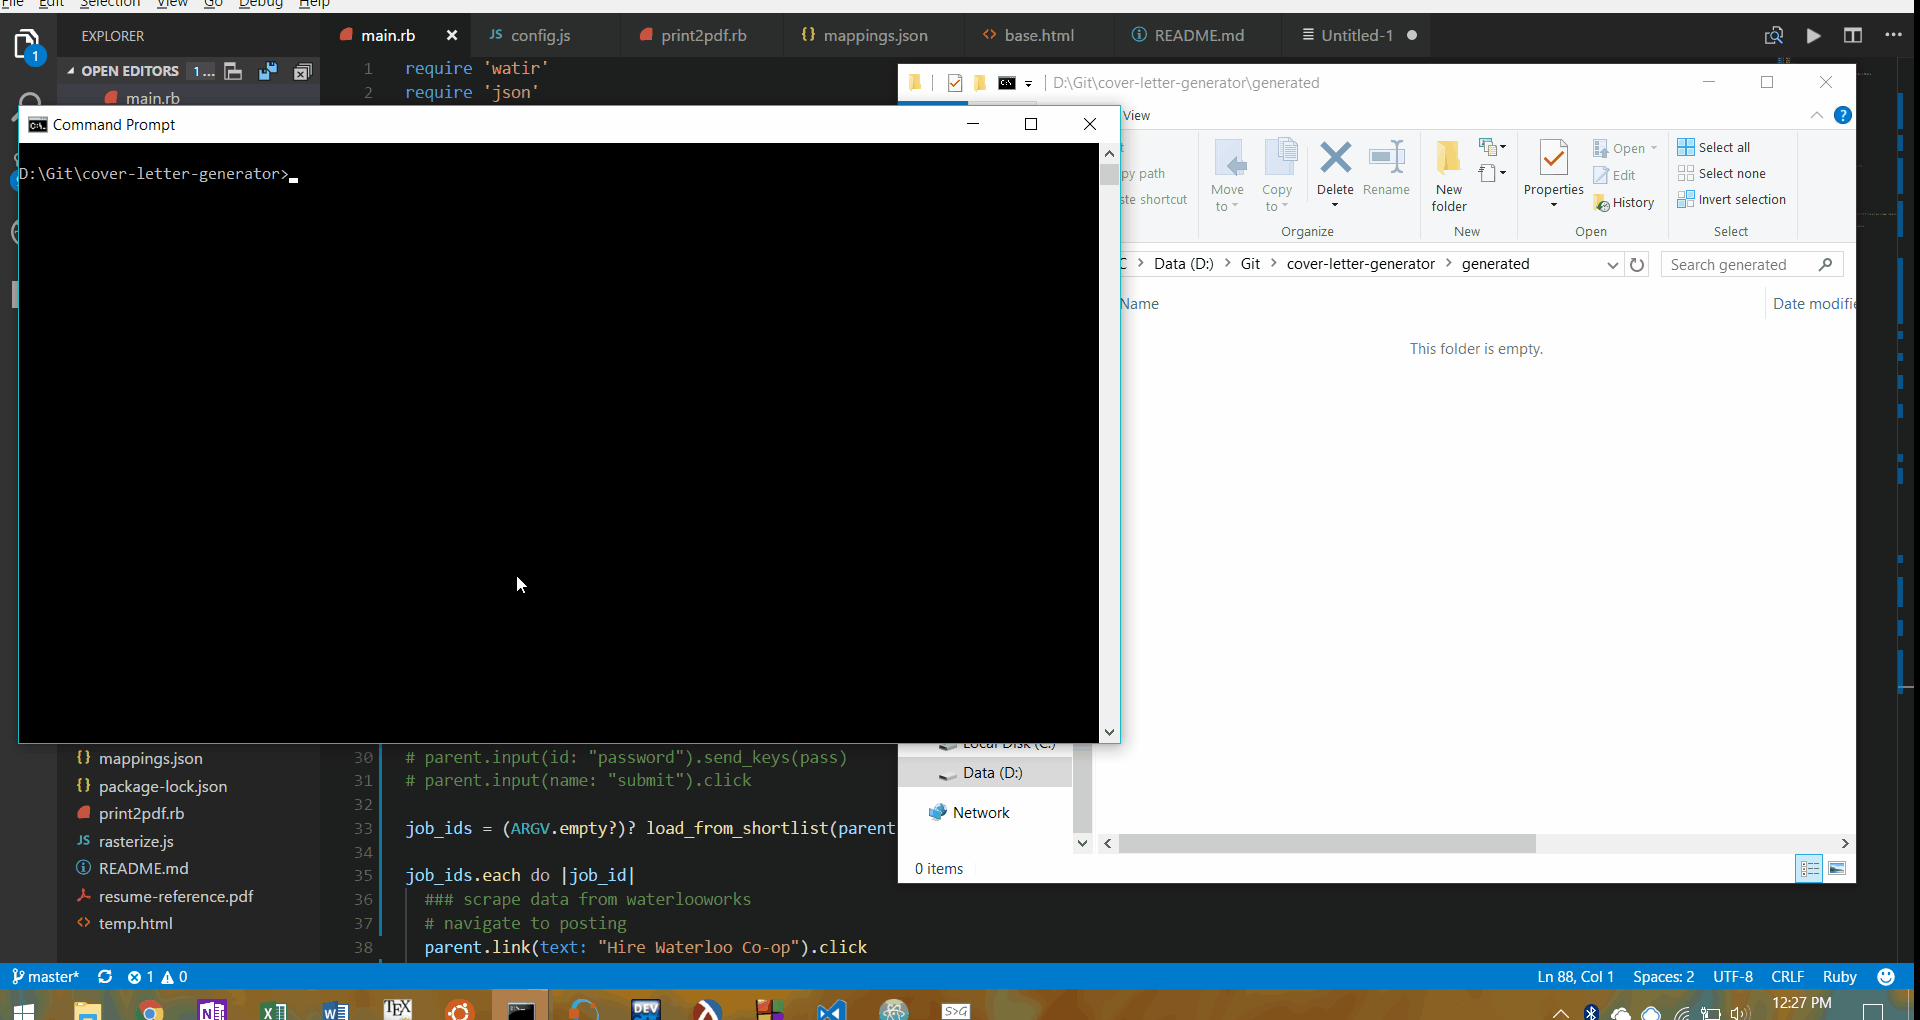 File Edit Selection View Go Debug Help
EXPLORER
main.rb
config.js
print2pdf.rb
mappings.json
base.html
README.md
Untitled-1
1
OPEN EDITORS
1...
main.rb
1 require 'watir'
2 require 'json'
D:\Git\cover-letter-generator\generated
Command Prompt
View
D:\Git\cover-letter-generator>
py path
ste shortcut
Move to
Copy to
Delete
Rename
New folder
Properties
Open
Edit
History
Select all
Select none
Invert selection
Organize
New
Open
Select
Data (D:)
Git
cover-letter-generator
generated
Search generated
Name
Date modifie
This folder is empty.
Local Disk (C:)
Data (D:)
Network
0 items
mappings.json
package-lock.json
print2pdf.rb
rasterize.js
README.md
resume-reference.pdf
temp.html
30 # parent.input(id: "password").send_keys(pass)
31 # parent.input(name: "submit").click
32
33 job_ids = (ARGV.empty?)? load_from_shortlist(parent
34
35 job_ids.each do |job_id|
36 ### scrape data from waterlooworks
37 # navigate to posting
38 parent.link(text: "Hire Waterloo Co-op").click
master*
1
0
Ln 88, Col 1
Spaces: 2
UTF-8
CRLF
Ruby
TEX
DEV
S>G
12:27 PM